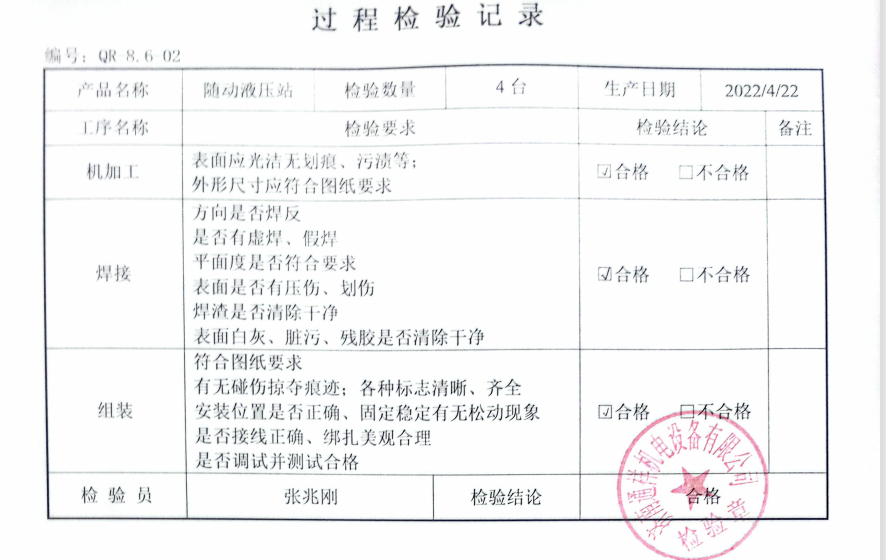 过程检验记录
编号：QR-8.6-02
产品名称 随动液压站 检验数量 4台 生产日期 2022/4/22
工序名称 检验要求 检验结论 备注
机加工 表面应光洁无划痕、污渍等；
外形尺寸应符合图纸要求
☑合格 □不合格
焊接 方向是否焊反
是否有虚焊、假焊
平面度是否符合要求
表面是否有压伤、划伤
焊渣是否清除干净
表面白灰、脏污、残胶是否清除干净
☑合格 □不合格
组装 符合图纸要求
有无碰伤掠夺痕迹；各种标志清晰、齐全
安装位置是否正确、固定稳定有无松动现象
是否接线正确、绑扎美观合理
是否调试并测试合格
☑合格 □不合格
检验员 张兆刚 检验结论 合格
机电设备有限公司
检验章